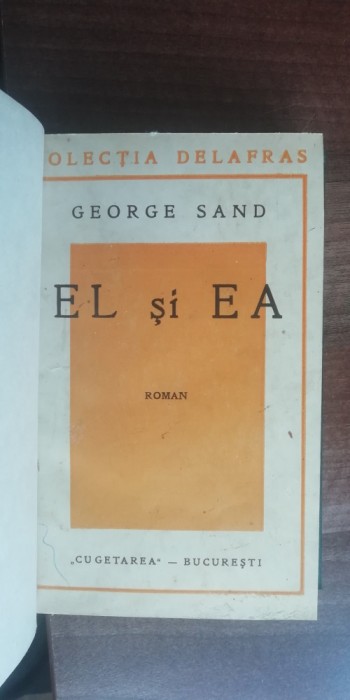 OLECȚIA DELAFRAS
GEORGE SAND
EL și EA
ROMAN
„CUGETAREA“ — BUCUREȘTI